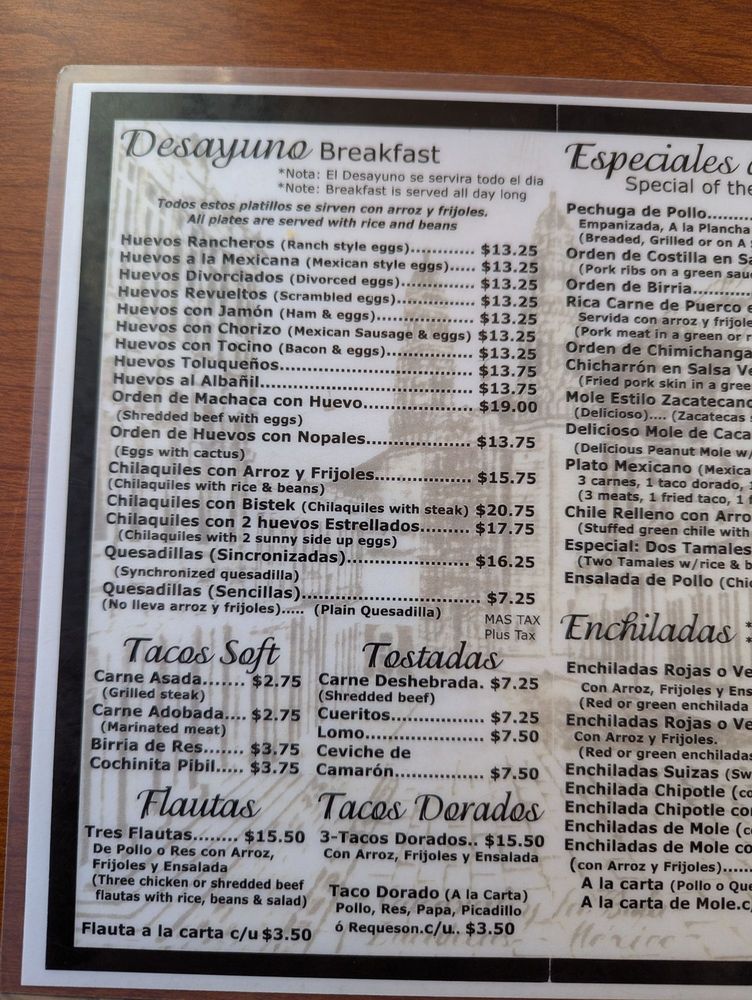 Desayuno Breakfast
*Nota: El Desayuno se servira todo el dia
*Note: Breakfast is served all day long
Todos estos platillos se sirven con arroz y frijoles.
All plates are served with rice and beans
Huevos Rancheros (Ranch style eggs)............ $13.25
Huevos a la Mexicana (Mexican style eggs)..... $13.25
Huevos Divorciados (Divorced eggs)............... $13.25
Huevos Revueltos (Scrambled eggs)................ $13.25
Huevos con Jamón (Ham & eggs)................... $13.25
Huevos con Chorizo (Mexican Sausage & eggs) $13.25
Huevos con Tocino (Bacon & eggs)................. $13.25
Huevos Toluqueños.................................... $13.75
Huevos al Albañil....................................... $13.75
Orden de Machaca con Huevo...................... $19.00
(Shredded beef with eggs)
Orden de Huevos con Nopales..................... $13.75
(Eggs with cactus)
Chilaquiles con Arroz y Frijoles.................... $15.75
(Chilaquiles with rice & beans)
Chilaquiles con Bistek (Chilaquiles with steak) $20.75
Chilaquiles con 2 huevos Estrellados......... $17.75
(Chilaquiles with 2 sunny side up eggs)
Quesadillas (Sincronizadas)........................ $16.25
(Synchronized quesadilla)
Quesadillas (Sencillas)................................. $7.25
(No lleva arroz y frijoles)..... (Plain Quesadilla)
MAS TAX
Plus Tax
Tacos Soft
Carne Asada....... $2.75
(Grilled steak)
Carne Adobada.... $2.75
(Marinated meat)
Birria de Res....... $3.75
Cochinita Pibil..... $3.75
Tostadas
Carne Deshebrada. $7.25
(Shredded beef)
Cueritos................. $7.25
Lomo..................... $7.50
Ceviche de
Camarón................ $7.50
Flautas
Tres Flautas........ $15.50
De Pollo o Res con Arroz,
Frijoles y Ensalada
(Three chicken or shredded beef
flautas with rice, beans & salad)
Flauta a la carta c/u $3.50
Tacos Dorados
3-Tacos Dorados.. $15.50
Con Arroz, Frijoles y Ensalada
Taco Dorado (A la Carta)
Pollo, Res, Papa, Picadillo
ó Requeson.c/u.. $3.50
Especiales
Special of the
Pechuga de Pollo.......
Empanizada, A la Plancha
(Breaded, Grilled or on A
Orden de Costilla en
(Pork ribs on a green
Orden de Birria..............
Rica Carne de Puerco
Servida con arroz y
(Pork meat in a green or
Orden de Chimichanga
Chicharrón en Salsa
(Fried pork skin in a
Mole Estilo
(Delicioso).... (Zacatecas
Delicioso Mole de
(Delicious Peanut Mole
Plato Mexicano
3 carnes, 1 taco dorado,
(3 meats, 1 fried taco,
Chile Relleno con
(Stuffed green chile with
Especial: Dos Tamales
(Two Tamales w/rice &
Ensalada de Pollo
Enchiladas *
*
Enchiladas Rojas o
Con Arroz, Frijoles y
(Red or green enchilada
Enchiladas Rojas o
Con Arroz y Frijoles.
(Red or green enchiladas
Enchiladas Suizas
Enchilada Chipotle
Enchilada Chipotle
Enchiladas de Mole
Enchiladas de Mole
(con Arroz y Frijoles)......
A la carta (Pollo o
A la carta de Mole.c/